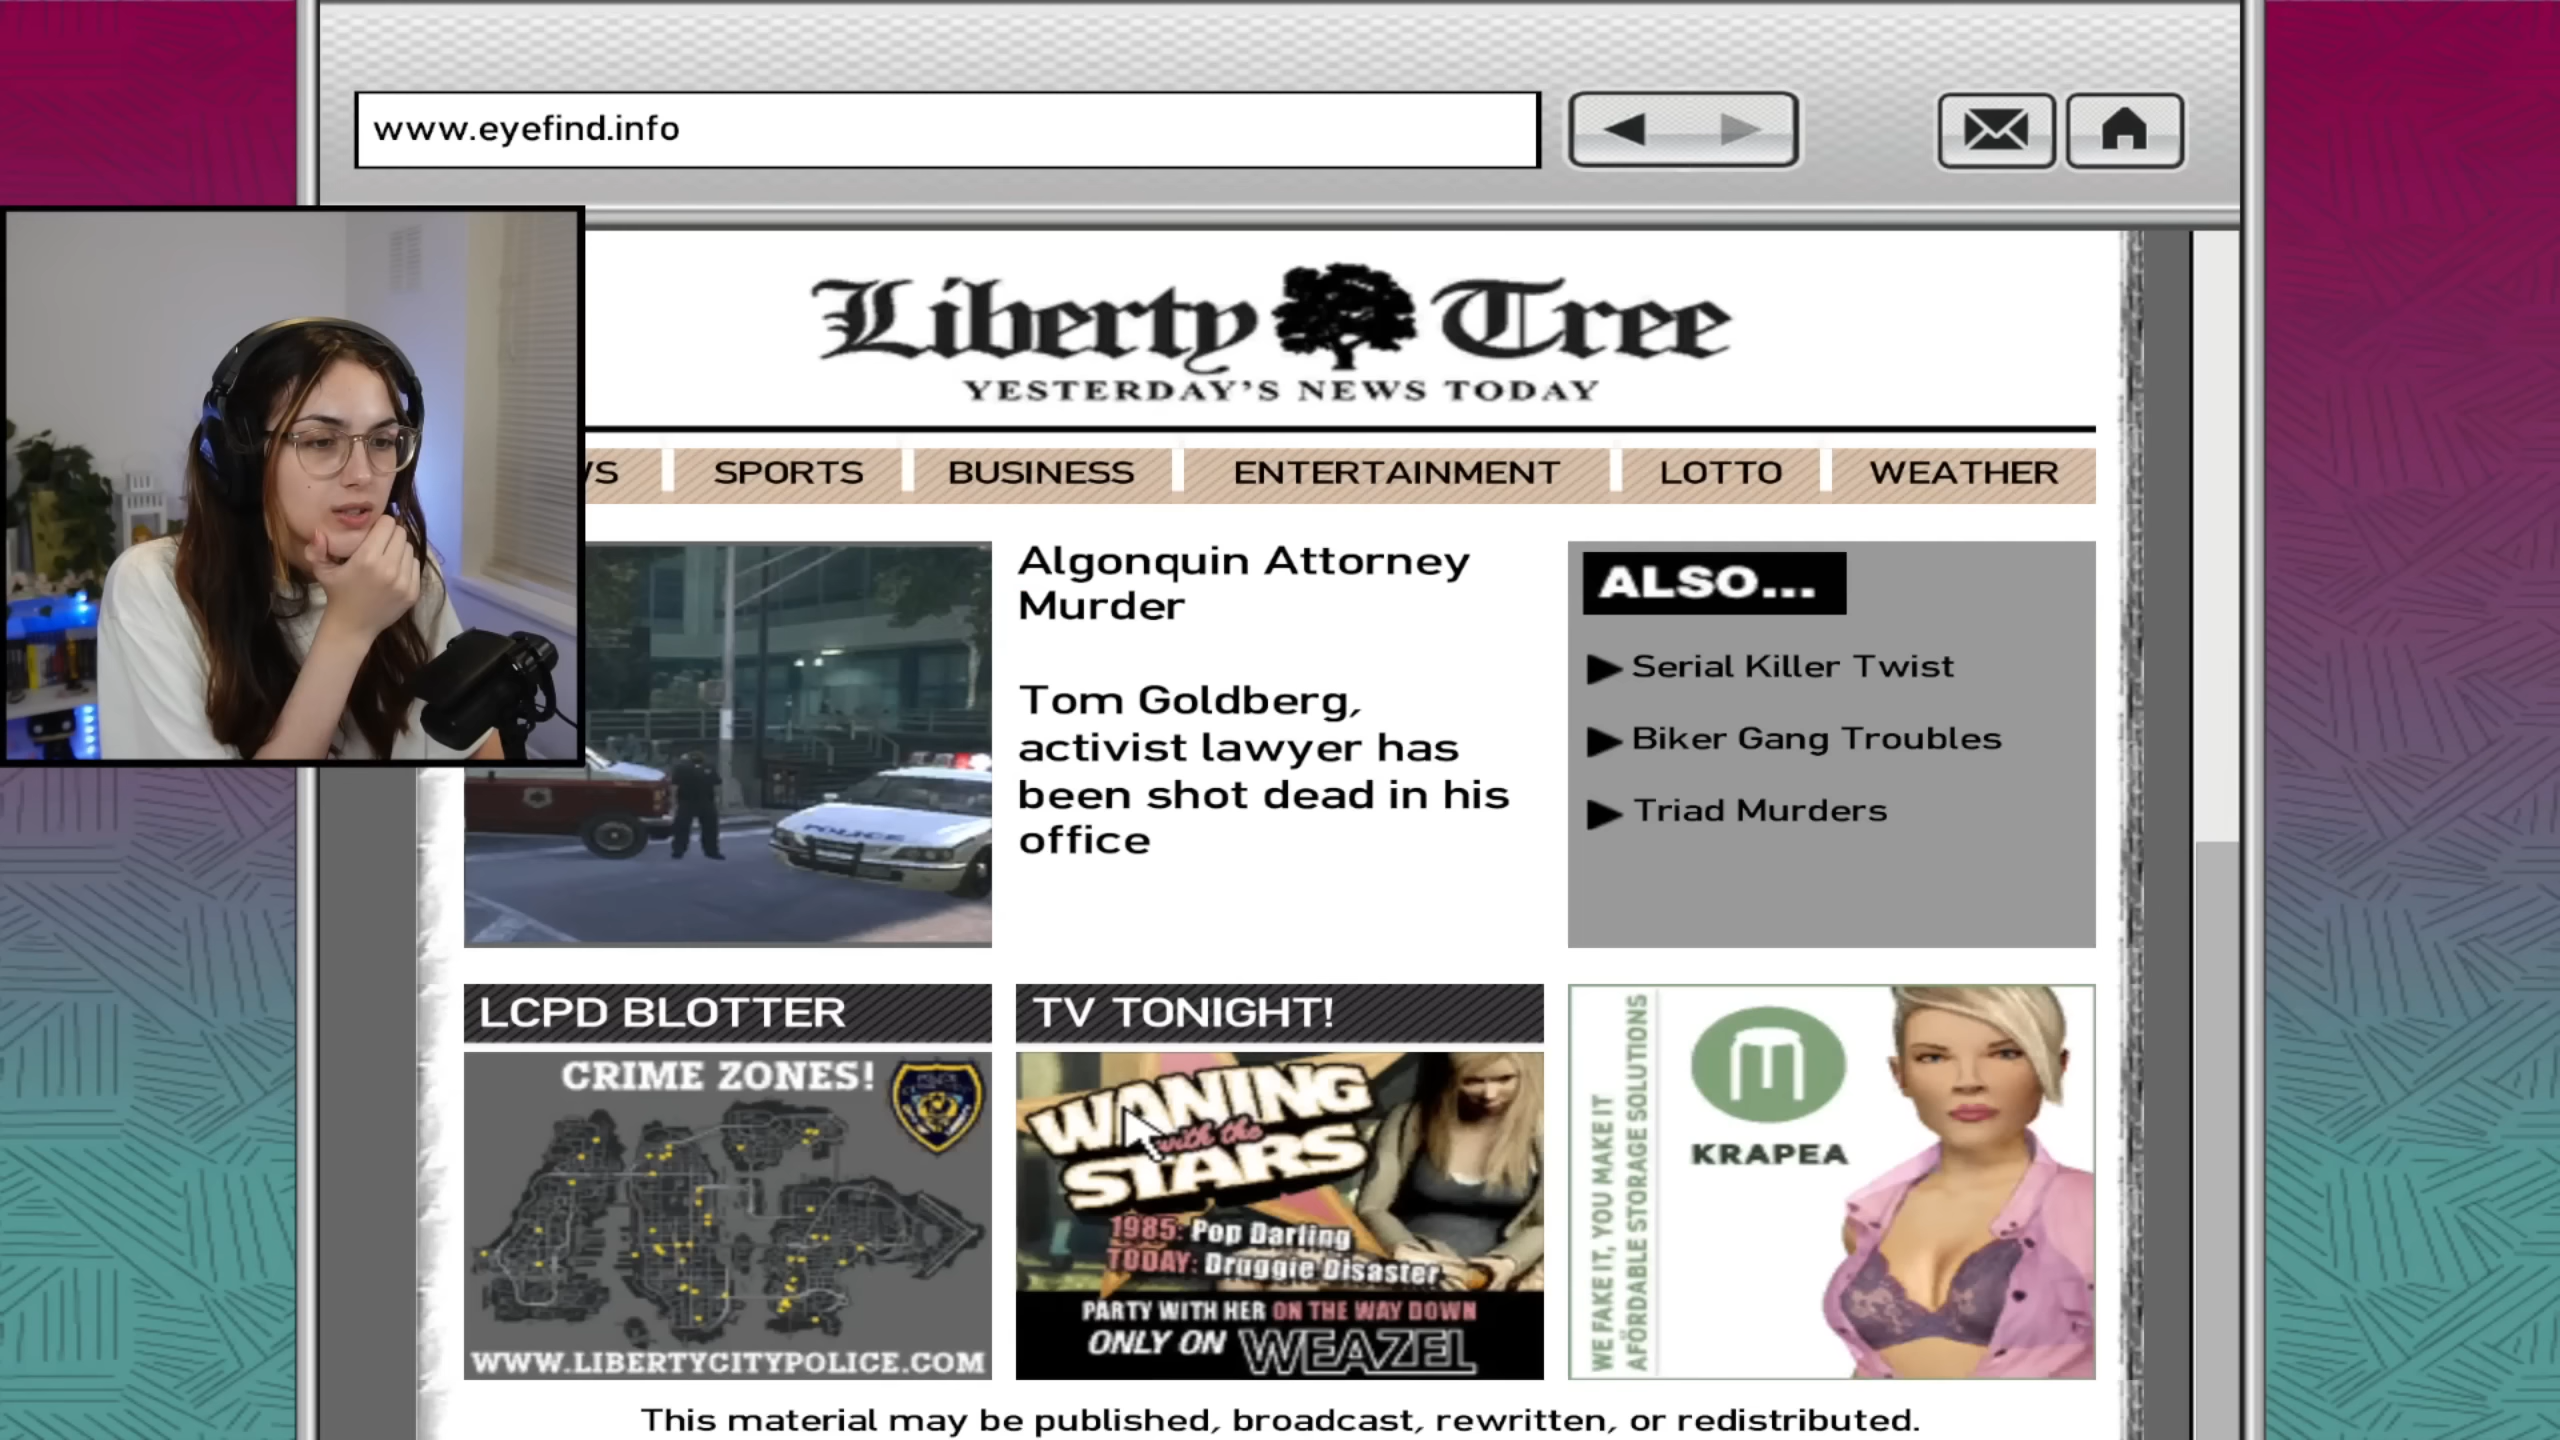 www.eyefind.info
Liberty Tree
YESTERDAY'S NEWS TODAY
WS SPORTS BUSINESS ENTERTAINMENT LOTTO WEATHER
Algonquin Attorney
Murder
Tom Goldberg,
activist lawyer has
been shot dead in his
office
POLICE
ALSO...
Serial Killer Twist
Biker Gang Troubles
Triad Murders
LCPD BLOTTER
CRIME ZONES!
WWW.LIBERTYCITYPOLICE.COM
TV TONIGHT!
WANING
with the
STARS
1985: Pop Darling
TODAY: Druggie Disaster
PARTY WITH HER ON THE WAY DOWN
ONLY ON WEAZEL
WE FAKE IT, YOU MAKE IT
AFFORDABLE STORAGE SOLUTIONS
KRAPEA
This material may be published, broadcast, rewritten, or redistributed.